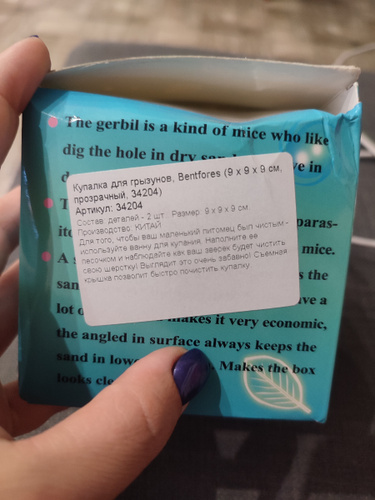 The gerbil is a kind of mice who like
dig the hole in dry
ve in
d
T
paras-
ite
mice.
A s
s the
sand
ve a
lot o
makes it very economic,
the angled in surface always keeps the
sand in low
Makes the box
looks cle
Купалка для грызунов, Bentfores (9 x 9 x 9 см,
прозрачный, 34204)
Артикул: 34204
Состав: деталей - 2 шт. Размер: 9 x 9 x 9 см
Производство: КИТАЙ
Для того, чтобы ваш маленький питомец был чистым -
используйте ванну для купания. Наполните ее
песочком и наблюдайте как ваш зверек будет чистить
свою шерстку! Выглядит это очень забавно! Съемная
крышка позволит быстро почистить купалку.